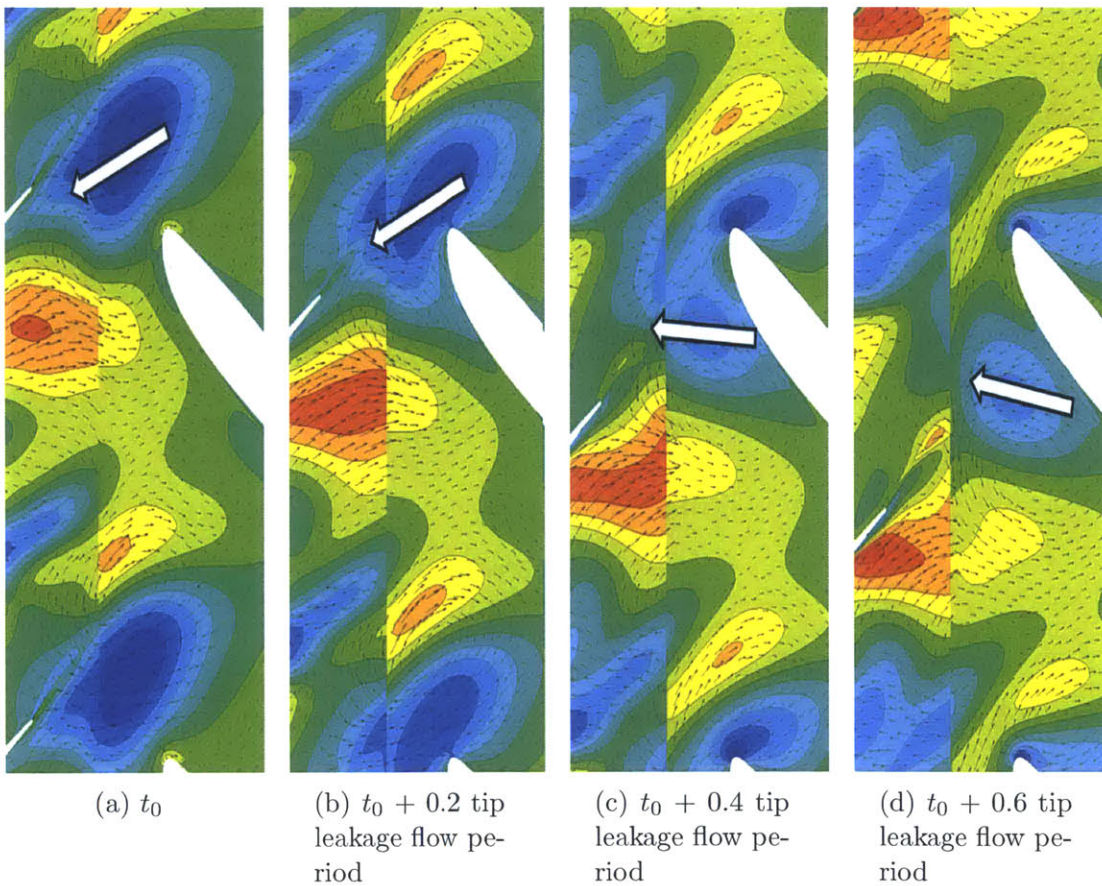 (a) t₀
(b) t₀ + 0.2 tip
leakage flow pe-
riod
(c) t₀ + 0.4 tip
leakage flow pe-
riod
(d) t₀ + 0.6 tip
leakage flow pe-
riod